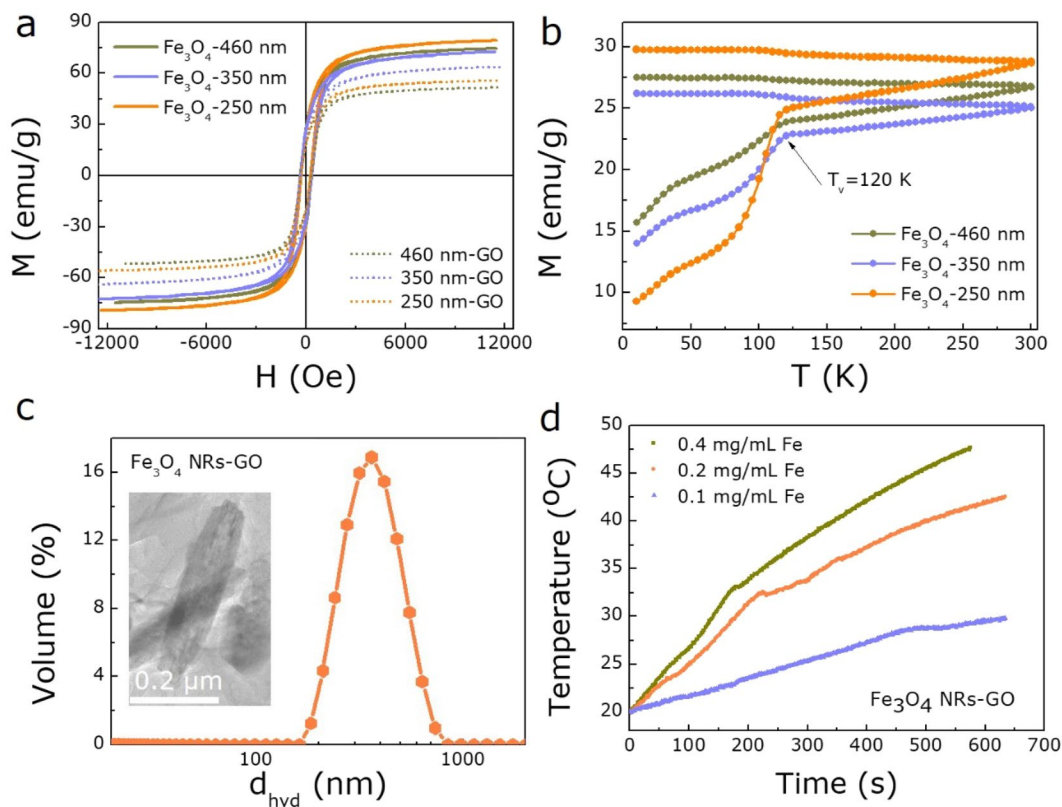 a
90
60
30
0
-30
-60
-90
M (emu/g)
Fe3O4-460 nm
Fe3O4-350 nm
Fe3O4-250 nm
460 nm-GO
350 nm-GO
250 nm-GO
-12000 -6000 0 6000 12000
H (Oe)
b
30
25
20
15
10
M (emu/g)
Tv=120 K
Fe3O4-460 nm
Fe3O4-350 nm
Fe3O4-250 nm
0 50 100 150 200 250 300
T (K)
c
16
12
8
4
0
Volume (%)
Fe3O4 NRs-GO
0.2 µm
100 1000
dhyd (nm)
d
50
45
40
35
30
25
20
Temperature (°C)
0.4 mg/mL Fe
0.2 mg/mL Fe
0.1 mg/mL Fe
Fe3O4 NRs-GO
0 100 200 300 400 500 600 700
Time (s)